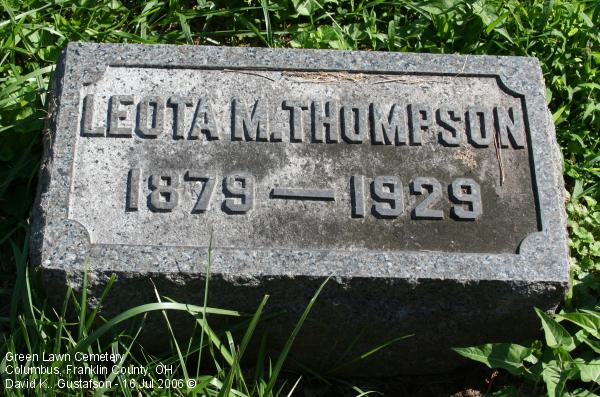 LEOTA M. THOMPSON
1879 — 1929
Green Lawn Cemetery
Columbus, Franklin County, OH
David K.. Gustafson - 16 Jul 2006 ©